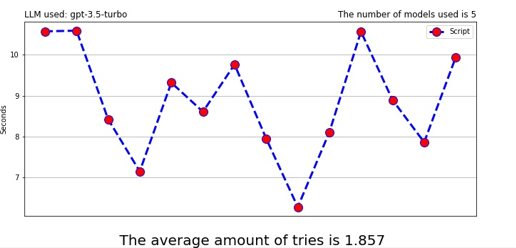 LLM used: gpt-3.5-turbo
The number of models used is 5
Script
10
9
8
7
Seconds
The average amount of tries is 1.857